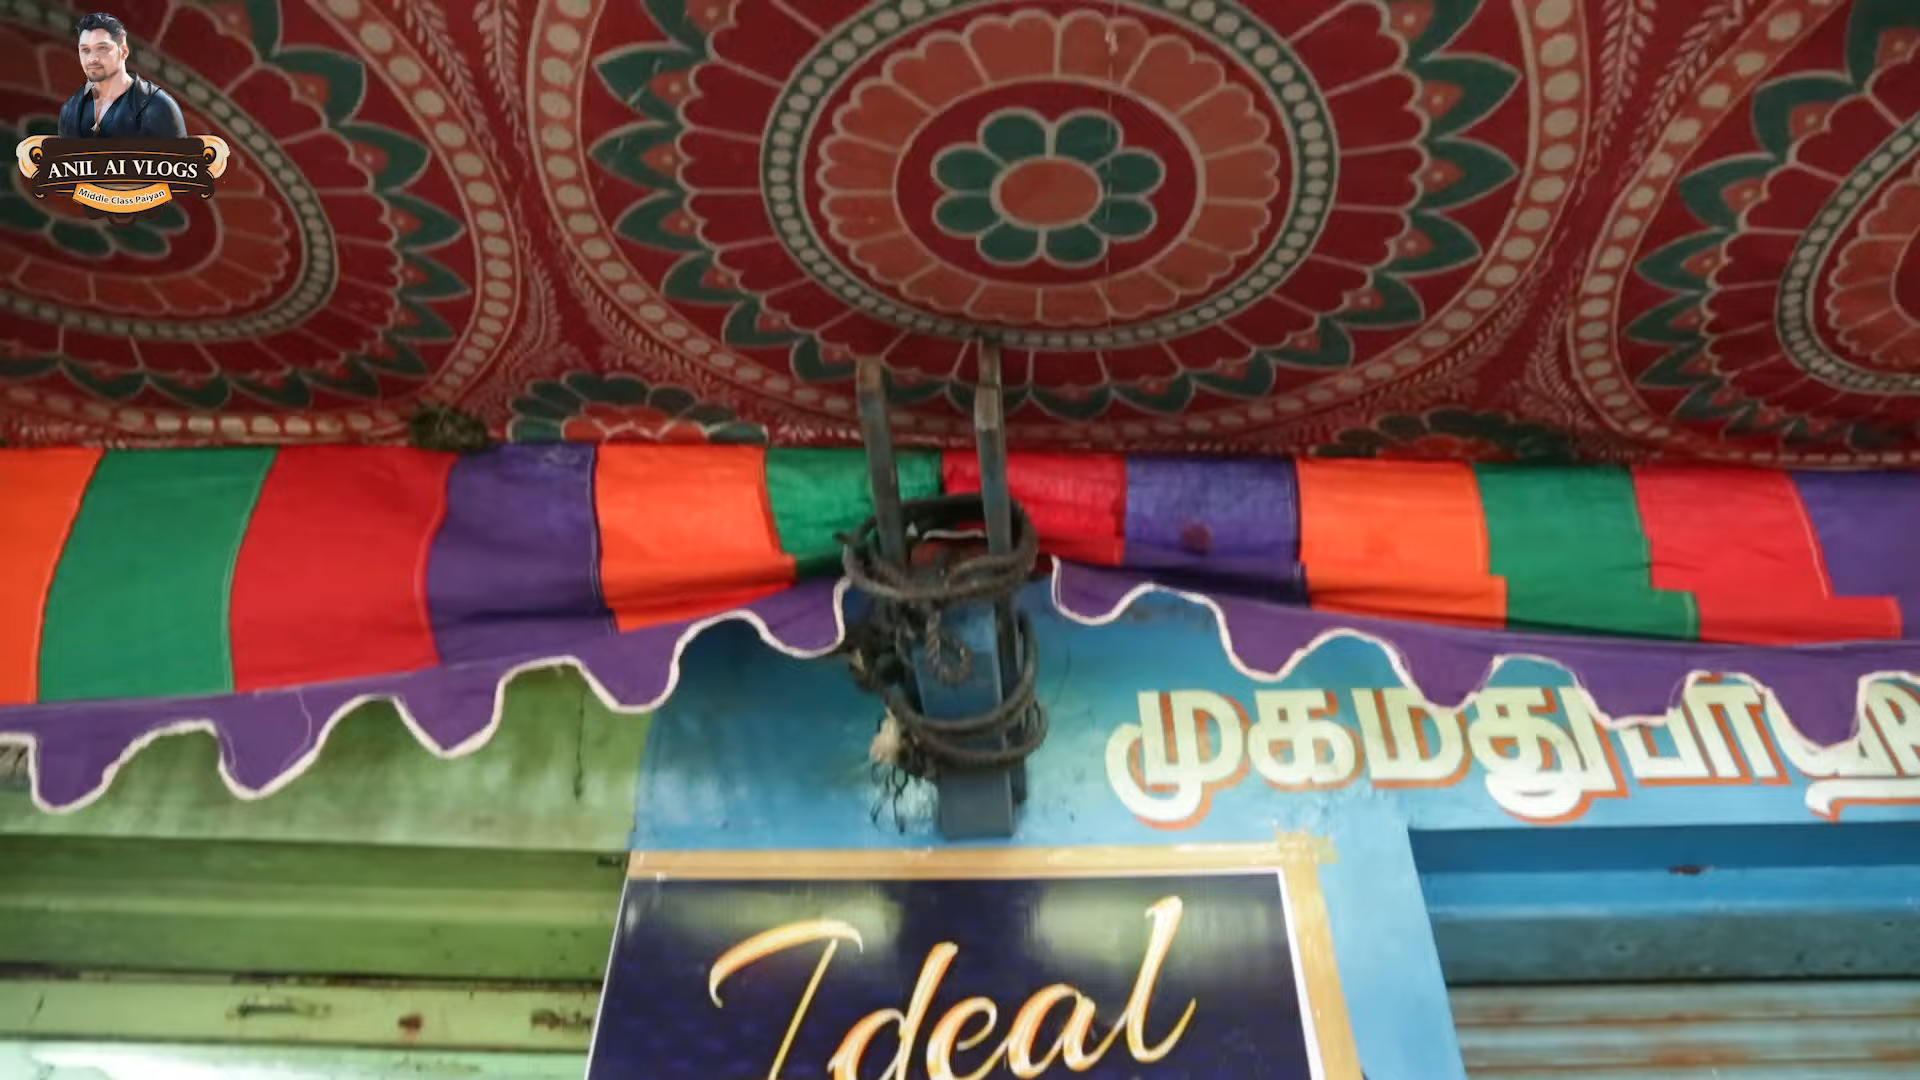 ANIL AI VLOGS
Middle Class Paiyan
முகமது
Ideal